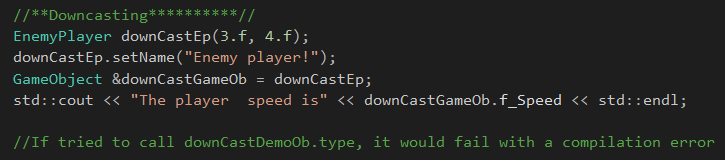 //**Downcasting**********//
EnemyPlayer downCastEp(3.f, 4.f);
downCastEp.setName("Enemy player!");
GameObject &downCastGameOb = downCastEp;
std::cout << "The player  speed is" << downCastGameOb.f_Speed << std::endl;
//If tried to call downCastDemoOb.type, it would fail with a compilation error